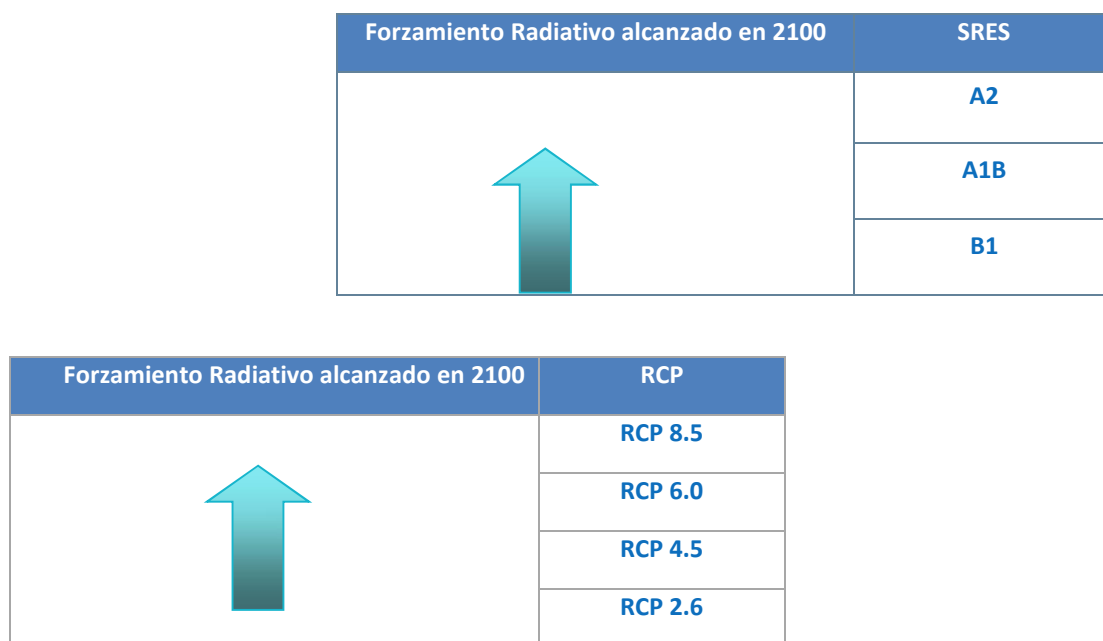 Forzamiento Radiativo alcanzado en 2100 SRES
A2
A1B
B1
Forzamiento Radiativo alcanzado en 2100 RCP
RCP 8.5
RCP 6.0
RCP 4.5
RCP 2.6